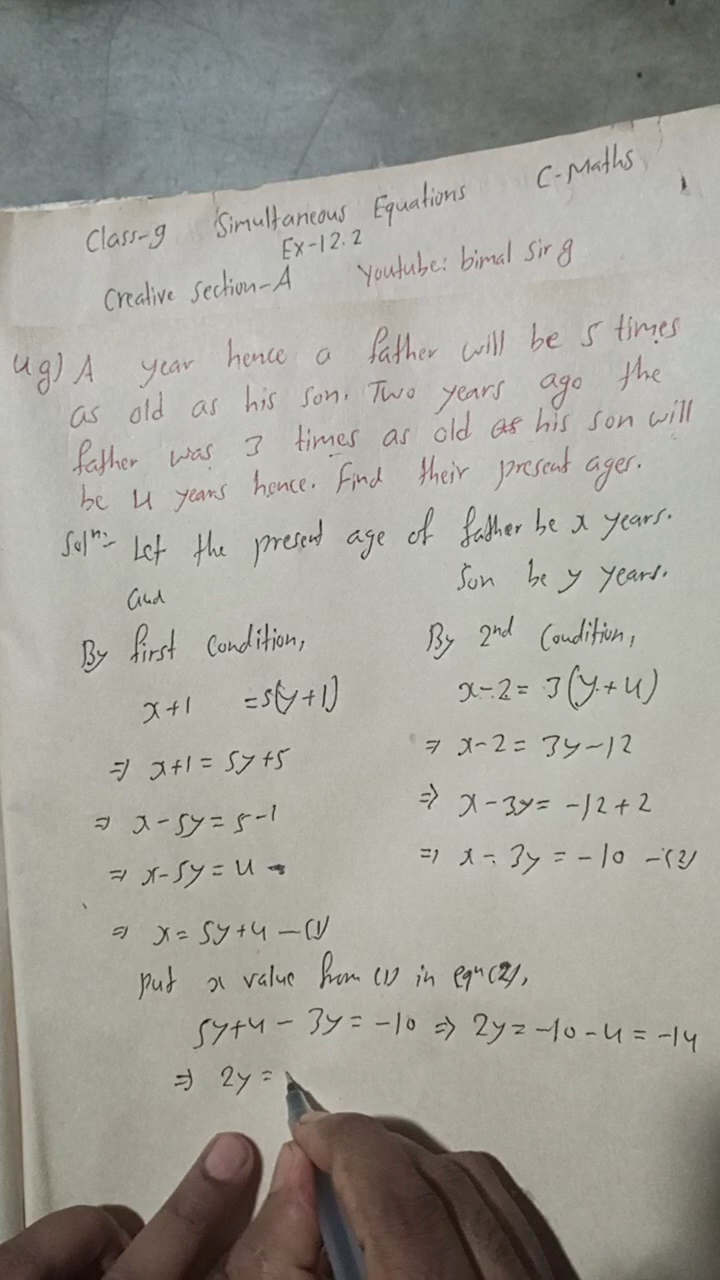 Class-9 Simultaneous Equations C-Maths
Ex-12.2
Creative section-A Youtube: bimal sir g
4g) A year hence a father will be 5 times
as old as his son. Two years ago the
father was 3 times as old as his son will
be 4 years hence. Find their present ages.
Solⁿ:- Let the present age of father be x years.
and son be y years.
By first condition,
x+1 =5(y+1)
⇒ x+1 = 5y+5
⇒ x-5y = 5-1
⇒ x-5y = 4
⇒ x = 5y+4 -(1)
By 2nd Condition,
x-2 = 3(y+4)
⇒ x-2 = 3y-12
⇒ x-3y = -12+2
⇒ x-3y = -10 -(2)
put x value from (1) in eqn(2),
5y+4 - 3y = -10 ⇒ 2y = -10-4 = -14
⇒ 2y =